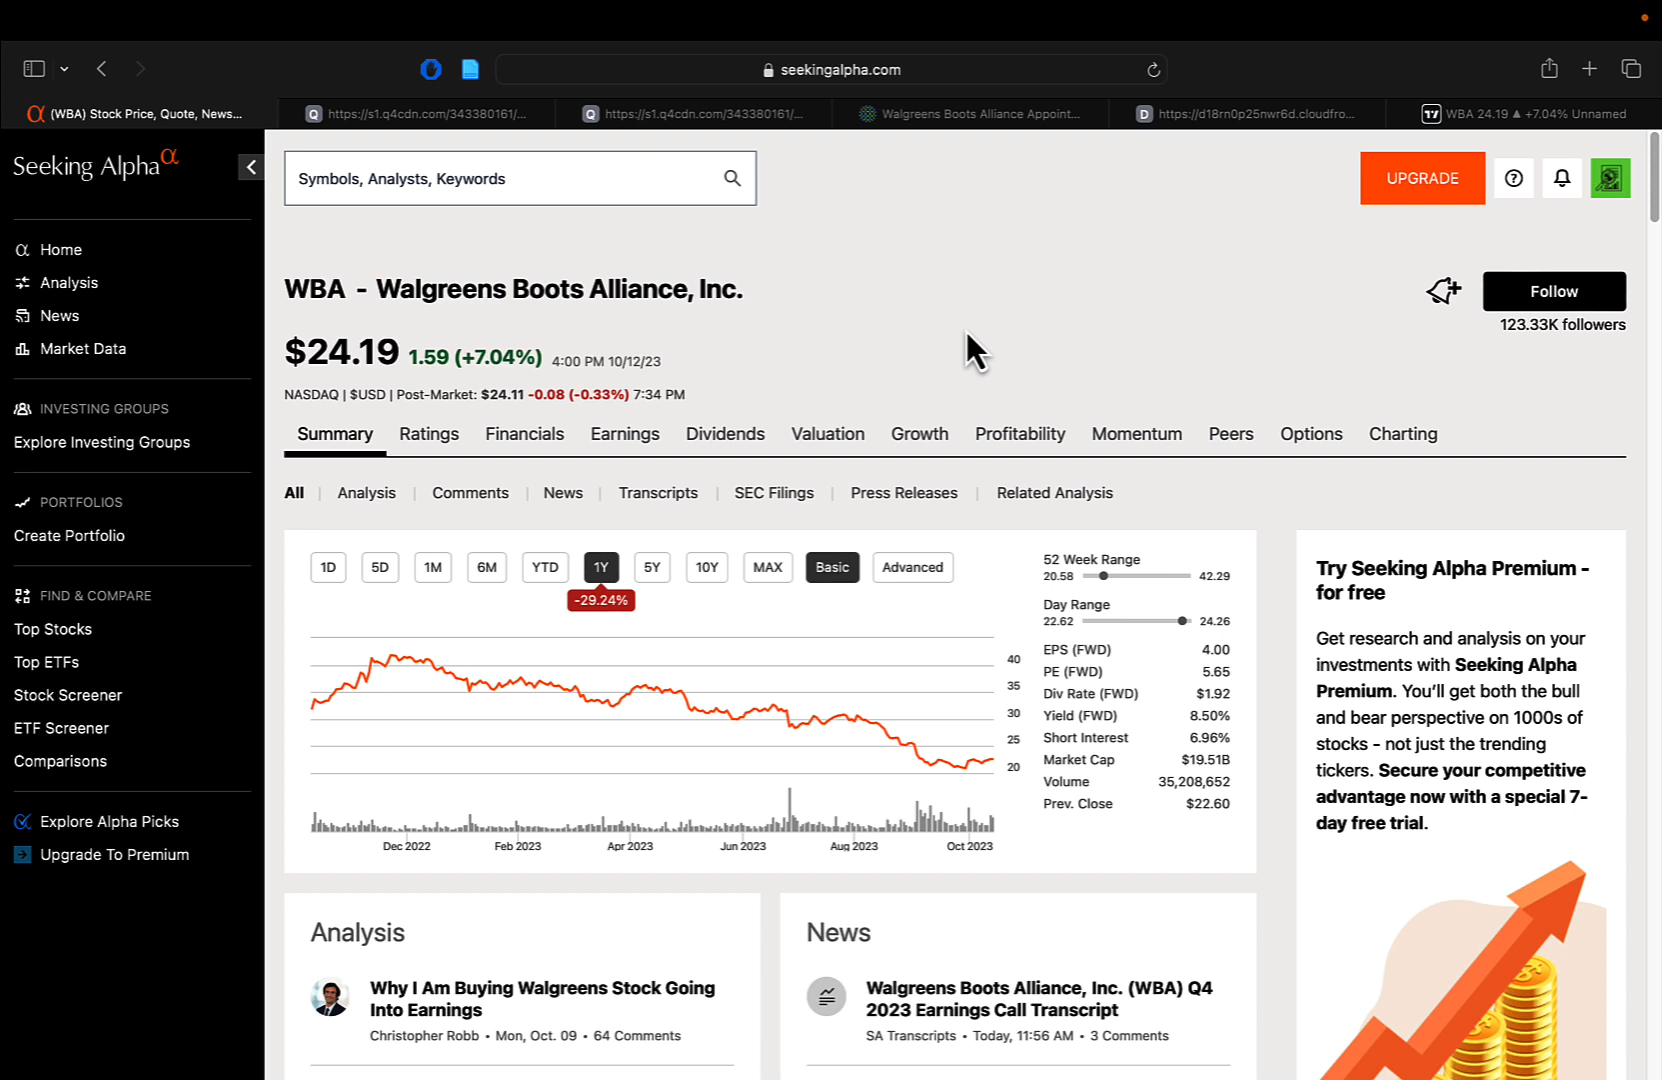 seekingalpha.com
(WBA) Stock Price, Quote, News...
https://s1.q4cdn.com/343380161/...
https://s1.q4cdn.com/343380161/...
Walgreens Boots Alliance Appoint...
https://d18rn0p25nwr6d.cloudfro...
WBA 24.19 ▲ +7.04% Unnamed
Seeking Alpha α
Symbols, Analysts, Keywords
UPGRADE
Home
Analysis
News
Market Data
INVESTING GROUPS
Explore Investing Groups
PORTFOLIOS
Create Portfolio
FIND & COMPARE
Top Stocks
Top ETFs
Stock Screener
ETF Screener
Comparisons
Explore Alpha Picks
Upgrade To Premium
WBA - Walgreens Boots Alliance, Inc.
Follow
123.33K followers
$24.19 1.59 (+7.04%) 4:00 PM 10/12/23
NASDAQ | $USD | Post-Market: $24.11 -0.08 (-0.33%) 7:34 PM
Summary Ratings Financials Earnings Dividends Valuation Growth Profitability Momentum Peers Options Charting
All | Analysis | Comments | News | Transcripts | SEC Filings | Press Releases | Related Analysis
1D 5D 1M 6M YTD 1Y 5Y 10Y MAX Basic Advanced
-29.24%
40
35
30
25
20
Dec 2022 Feb 2023 Apr 2023 Jun 2023 Aug 2023 Oct 2023
52 Week Range
20.58 42.29
Day Range
22.62 24.26
EPS (FWD) 4.00
PE (FWD) 5.65
Div Rate (FWD) $1.92
Yield (FWD) 8.50%
Short Interest 6.96%
Market Cap $19.51B
Volume 35,208,652
Prev. Close $22.60
Try Seeking Alpha Premium -
for free
Get research and analysis on your
investments with Seeking Alpha
Premium. You'll get both the bull
and bear perspective on 1000s of
stocks - not just the trending
tickers. Secure your competitive
advantage now with a special 7-
day free trial.
Analysis
Why I Am Buying Walgreens Stock Going
Into Earnings
Christopher Robb • Mon, Oct. 09 • 64 Comments
News
Walgreens Boots Alliance, Inc. (WBA) Q4
2023 Earnings Call Transcript
SA Transcripts • Today, 11:56 AM • 3 Comments